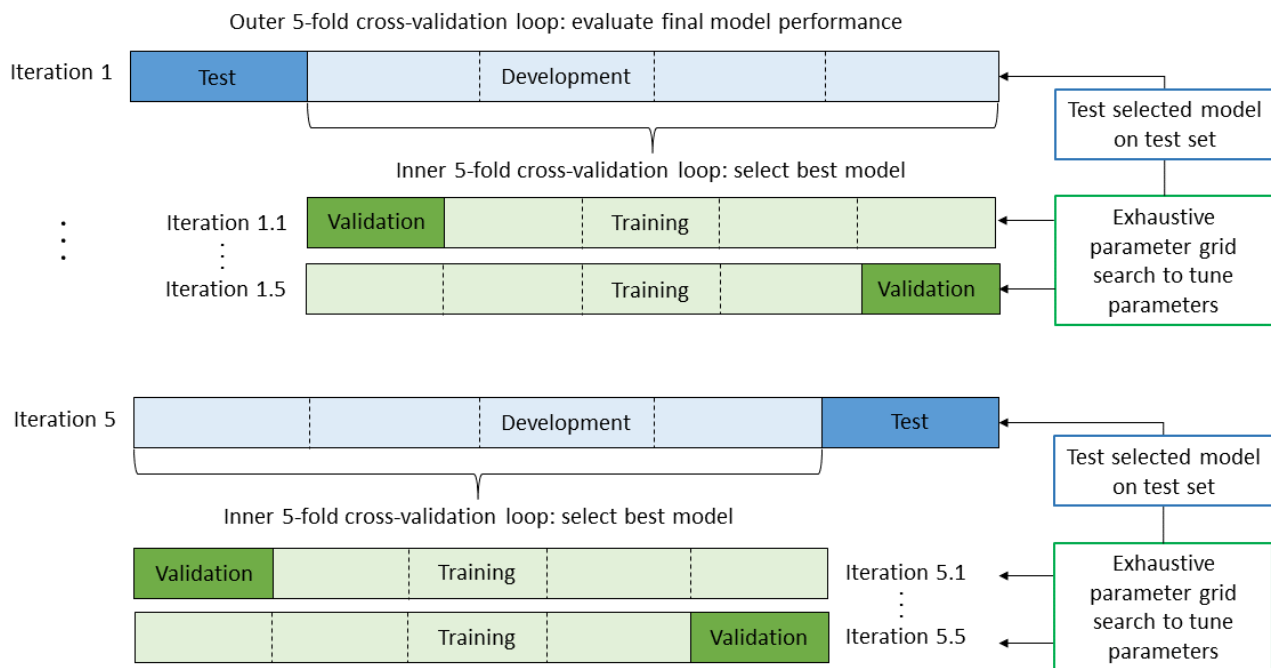 Outer 5-fold cross-validation loop: evaluate final model performance
Iteration 1
Test
Development
Test selected model
on test set
Inner 5-fold cross-validation loop: select best model
Iteration 1.1
Validation
Training
Iteration 1.5
Training
Validation
Exhaustive
parameter grid
search to tune
parameters
Iteration 5
Development
Test
Test selected model
on test set
Inner 5-fold cross-validation loop: select best model
Validation
Training
Iteration 5.1
Training
Validation
Iteration 5.5
Exhaustive
parameter grid
search to tune
parameters